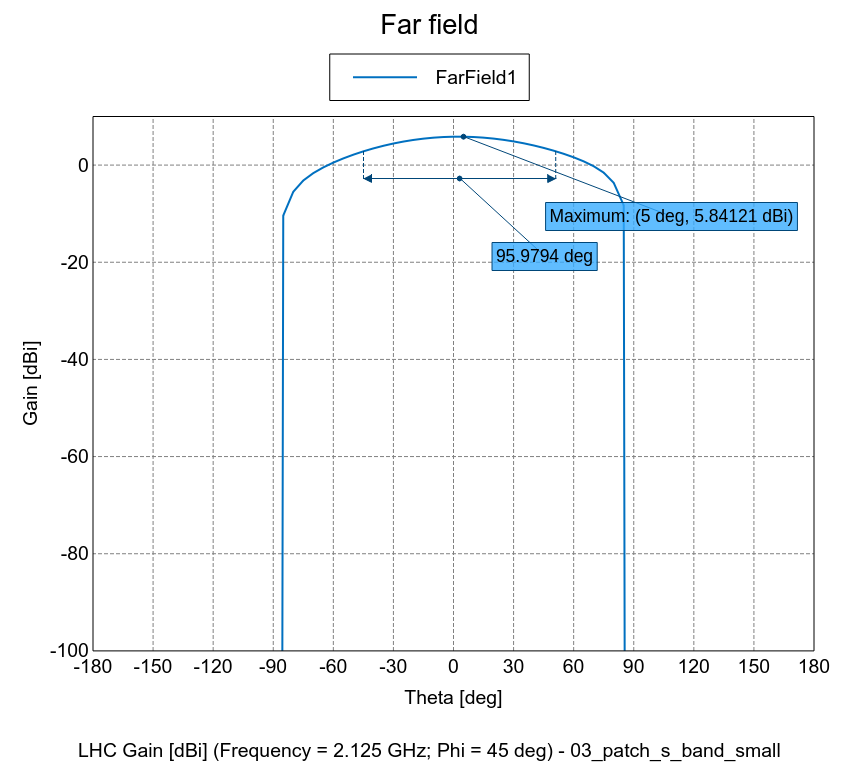 Far field
FarField1
0
-20
-40
-60
-80
-100
Gain [dBi]
Maximum: (5 deg, 5.84121 dBi)
95.9794 deg
-180 -150 -120 -90 -60 -30 0 30 60 90 120 150 180
Theta [deg]
LHC Gain [dBi] (Frequency = 2.125 GHz; Phi = 45 deg) - 03_patch_s_band_small